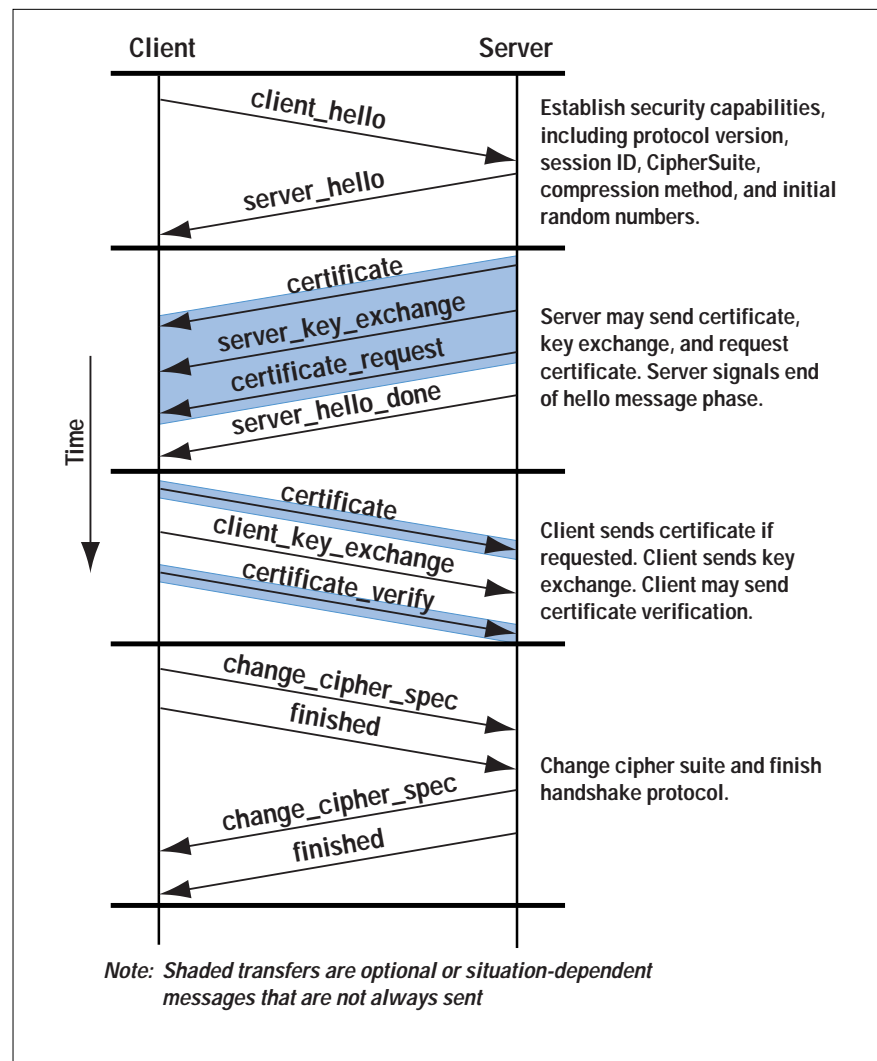 Client
Server
client_hello
server_hello
Establish security capabilities,
including protocol version,
session ID, CipherSuite,
compression method, and initial
random numbers.
certificate
server_key_exchange
certificate_request
server_hello_done
Server may send certificate,
key exchange, and request
certificate. Server signals end
of hello message phase.
Time
certificate
client_key_exchange
certificate_verify
Client sends certificate if
requested. Client sends key
exchange. Client may send
certificate verification.
change_cipher_spec
finished
change_cipher_spec
finished
Change cipher suite and finish
handshake protocol.
Note: Shaded transfers are optional or situation-dependent
messages that are not always sent